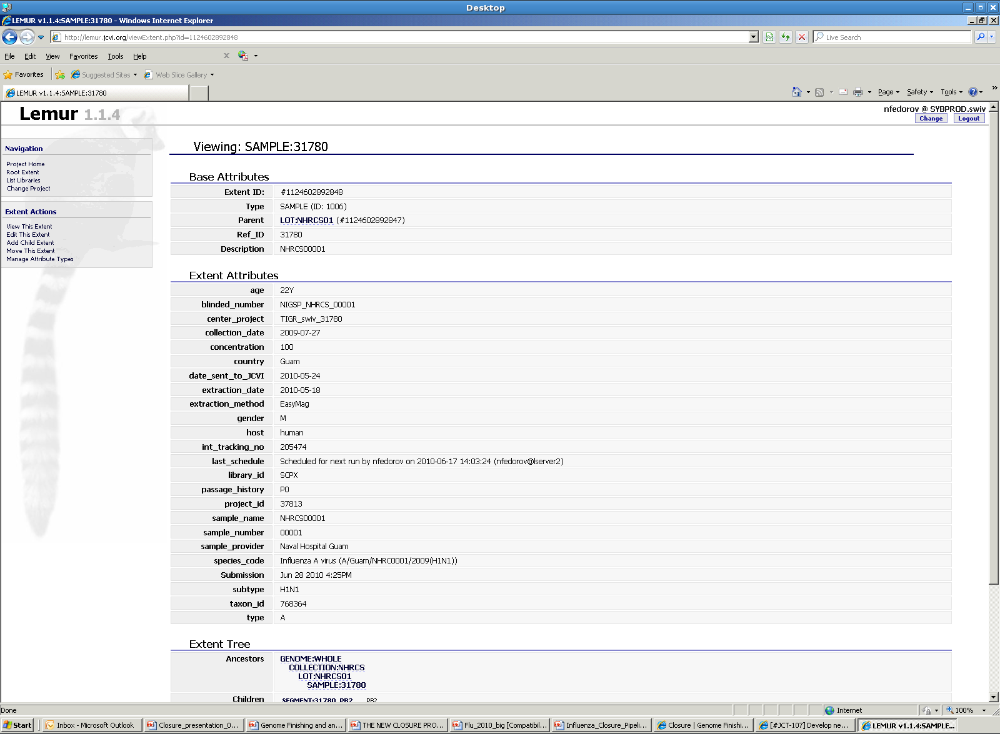 Desktop
LEMUR v1.1.4:SAMPLE:31780 - Windows Internet Explorer
http://lemur.jcvi.org/viewExtent.php?id=1124602892848
Live Search
File Edit View Favorites Tools Help
Favorites Suggested Sites Web Slice Gallery
LEMUR v1.1.4:SAMPLE:31780
Page Safety Tools
Lemur 1.1.4
nfedorov @ SYBPROD.swiv
Change Logout
Navigation
Project Home
Root Extent
List Libraries
Change Project
Extent Actions
View This Extent
Edit This Extent
Add Child Extent
Move This Extent
Manage Attribute Types
Viewing: SAMPLE:31780
Base Attributes
Extent ID: #1124602892848
Type SAMPLE (ID: 1006)
Parent LOT:NHRCS01 (#1124602892847)
Ref_ID 31780
Description NHRCS00001
Extent Attributes
age 22Y
blinded_number NIGSP_NHRCS_00001
center_project TIGR_swiv_31780
collection_date 2009-07-27
concentration 100
country Guam
date_sent_to_JCVI 2010-05-24
extraction_date 2010-05-18
extraction_method EasyMag
gender M
host human
int_tracking_no 205474
last_schedule Scheduled for next run by nfedorov on 2010-06-17 14:03:24 (nfedorov@lserver2)
library_id SCPX
passage_history P0
project_id 37813
sample_name NHRCS00001
sample_number 00001
sample_provider Naval Hospital Guam
species_code Influenza A virus (A/Guam/NHRC0001/2009(H1N1))
Submission Jun 28 2010 4:25PM
subtype H1N1
taxon_id 768364
type A
Extent Tree
Ancestors GENOME:WHOLE
COLLECTION:NHRCS
LOT:NHRCS01
SAMPLE:31780
Children SEGMENT:31780_PB2 PB2
Done Internet 100%
Start Inbox - Microsoft Outlook Closure_presentation_0... Genome Finishing and an... THE NEW CLOSURE PRO... Flu_2010_big [Compatibil... Influenza_Closure_Pipeli... Closure | Genome Finishi... [#JCT-107] Develop ne... LEMUR v1.1.4:SAMPLE...